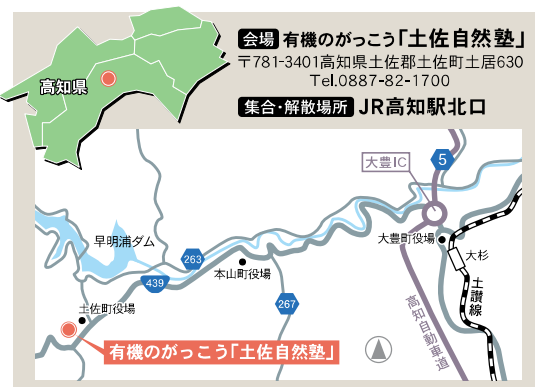 会場 有機のがっこう「土佐自然塾」
〒781-3401高知県土佐郡土佐町土居630
Tel.0887-82-1700
集合・解散場所 JR高知駅北口
高知県
大豊IC
5
早明浦ダム
263
439
本山町役場
267
大豊町役場
大杉
土讃線
高知自動車道
土佐町役場
有機のがっこう「土佐自然塾」